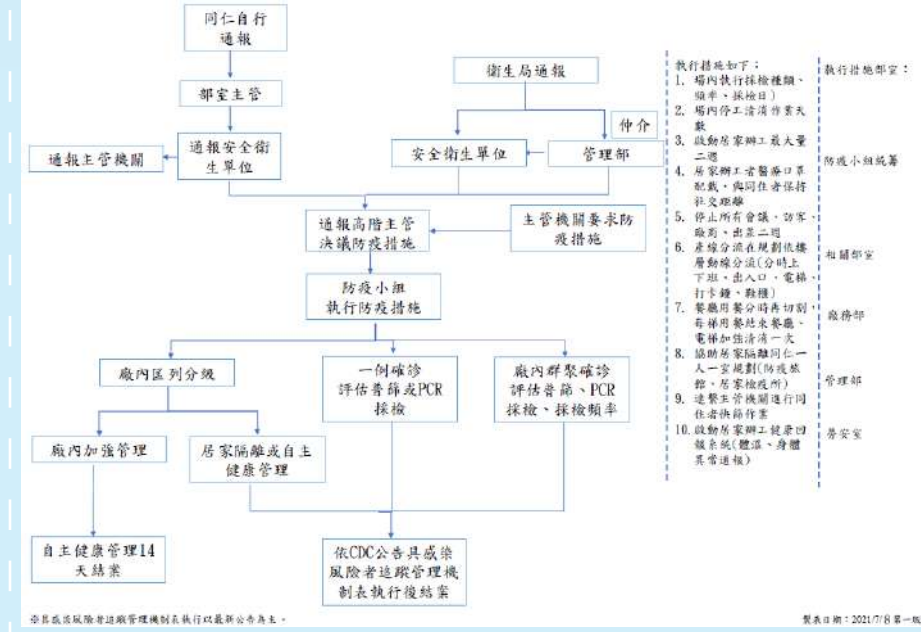 同仁自行
通報
部室主管
通報安全衛
生單位
通報主管機關
衛生局通報
仲介
安全衛生單位
管理部
通報高階主管
決議防疫措施
主管機關要求防
疫措施
防疫小組
執行防疫措施
廠內匡列分級
一例確診
評估普篩或PCR
採檢
廠內群聚確診
評估普篩、PCR
採檢、採檢頻率
廠內加強管理
居家隔離或自主
健康管理
自主健康管理14
天結案
依CDC公告具感染
風險者追蹤管理機
制表執行後結案
執行措施如下：
1. 場內執行採檢種類、
頻率、採檢日)
2. 場內停工清消作業天
數
3. 啟動居家辦工最大量
二週
4. 居家辦工者醫療口罩
配戴、與同住者保持
社交距離
5. 停止所有會議、訪客、
廠商、出差二週
6. 產線分流在規劃依樓
層動線分流(分時上
下班、出入口、電梯、
打卡鐘、鞋櫃)
7. 餐廳用餐分時再切割，
每梯用餐結束餐廳、
電梯加強清消一次
8. 協助居家隔離同仁一
人一室規劃(防疫旅
館、居家檢疫所)
9. 連繫主管機關進行同
住者快篩作業
10. 啟動居家辦工健康回
報系統(體溫、身體
異常通報)
執行措施部室：
防疫小組統籌
相關部室
廠務部
管理部
勞安室
※具感染風險者追蹤管理機制表執行以最新公告為主。
製表日期：2021/7/8第一版